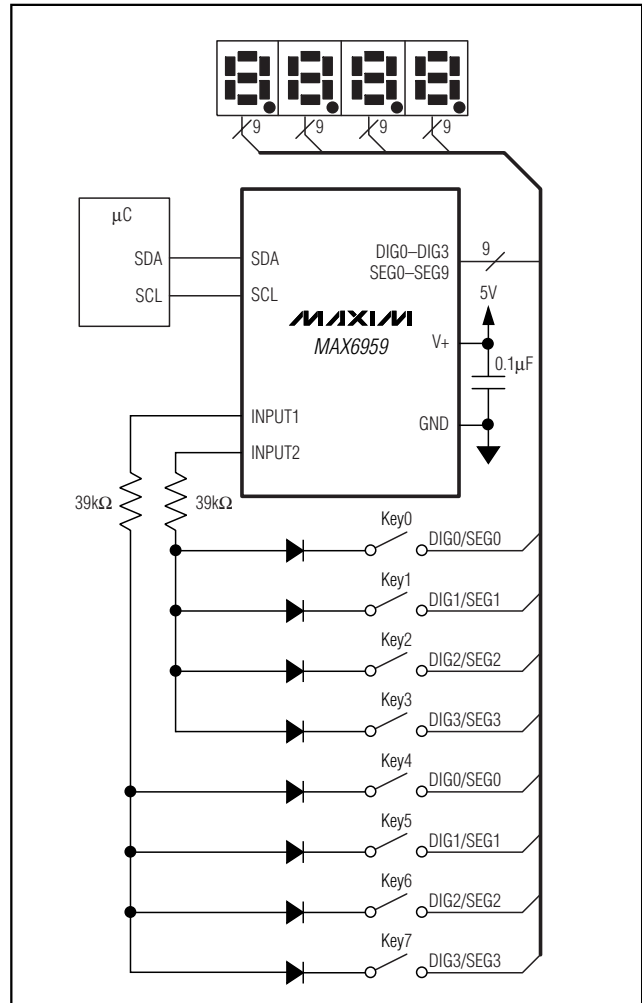 9 9 9 9
μC
SDA SDA DIG0–DIG3 9
SEG0–SEG9
SCL SCL 5V
MAXIM
MAX6959 V+
0.1μF
INPUT1 GND
INPUT2
39kΩ 39kΩ
Key0 DIG0/SEG0
Key1 DIG1/SEG1
Key2 DIG2/SEG2
Key3 DIG3/SEG3
Key4 DIG0/SEG0
Key5 DIG1/SEG1
Key6 DIG2/SEG2
Key7 DIG3/SEG3